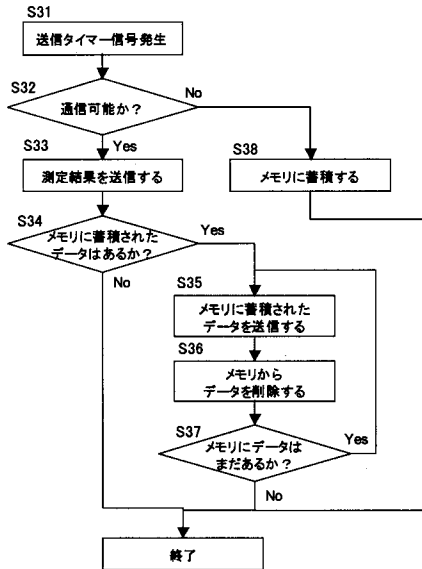 S31
送信タイマー信号発生
S32
通信可能か?
No
Yes
S33
測定結果を送信する
S38
メモリに蓄積する
S34
メモリに蓄積された
データはあるか?
Yes
No
S35
メモリに蓄積された
データを送信する
S36
メモリから
データを削除する
S37
メモリにデータは
まだあるか?
Yes
No
終了